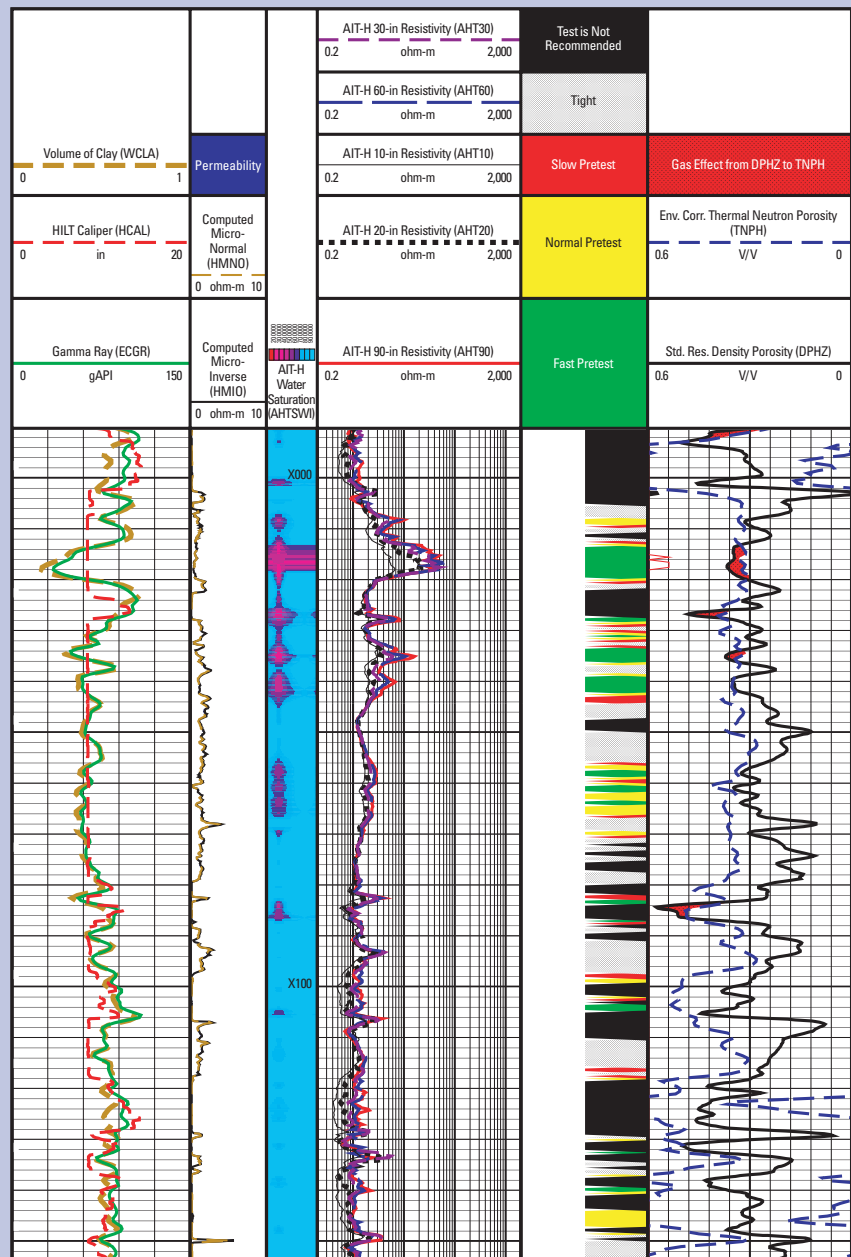 Volume of Clay (WCLA)
0 1
HILT Caliper (HCAL)
0 in 20
Gamma Ray (ECGR)
0 gAPI 150
Permeability
Computed
Micro-
Normal
(HMNO)
0 ohm-m 10
Computed
Micro-
Inverse
(HMIO)
0 ohm-m 10
AIT-H
Water
Saturation
(AHTSWI)
AIT-H 30-in Resistivity (AHT30)
0.2 ohm-m 2,000
AIT-H 60-in Resistivity (AHT60)
0.2 ohm-m 2,000
AIT-H 10-in Resistivity (AHT10)
0.2 ohm-m 2,000
AIT-H 20-in Resistivity (AHT20)
0.2 ohm-m 2,000
AIT-H 90-in Resistivity (AHT90)
0.2 ohm-m 2,000
Test is Not
Recommended
Tight
Slow Pretest
Normal Pretest
Fast Pretest
Gas Effect from DPHZ to TNPH
Env. Corr. Thermal Neutron Porosity
(TNPH)
0.6 V/V 0
Std. Res. Density Porosity (DPHZ)
0.6 V/V 0
X000
X100